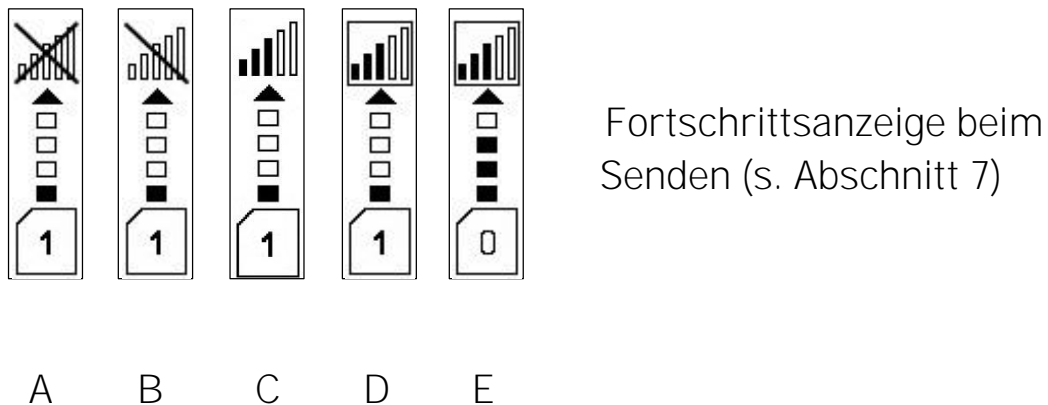 1 1 1 1 0
Fortschrittsanzeige beim
Senden (s. Abschnitt 7)
A B C D E